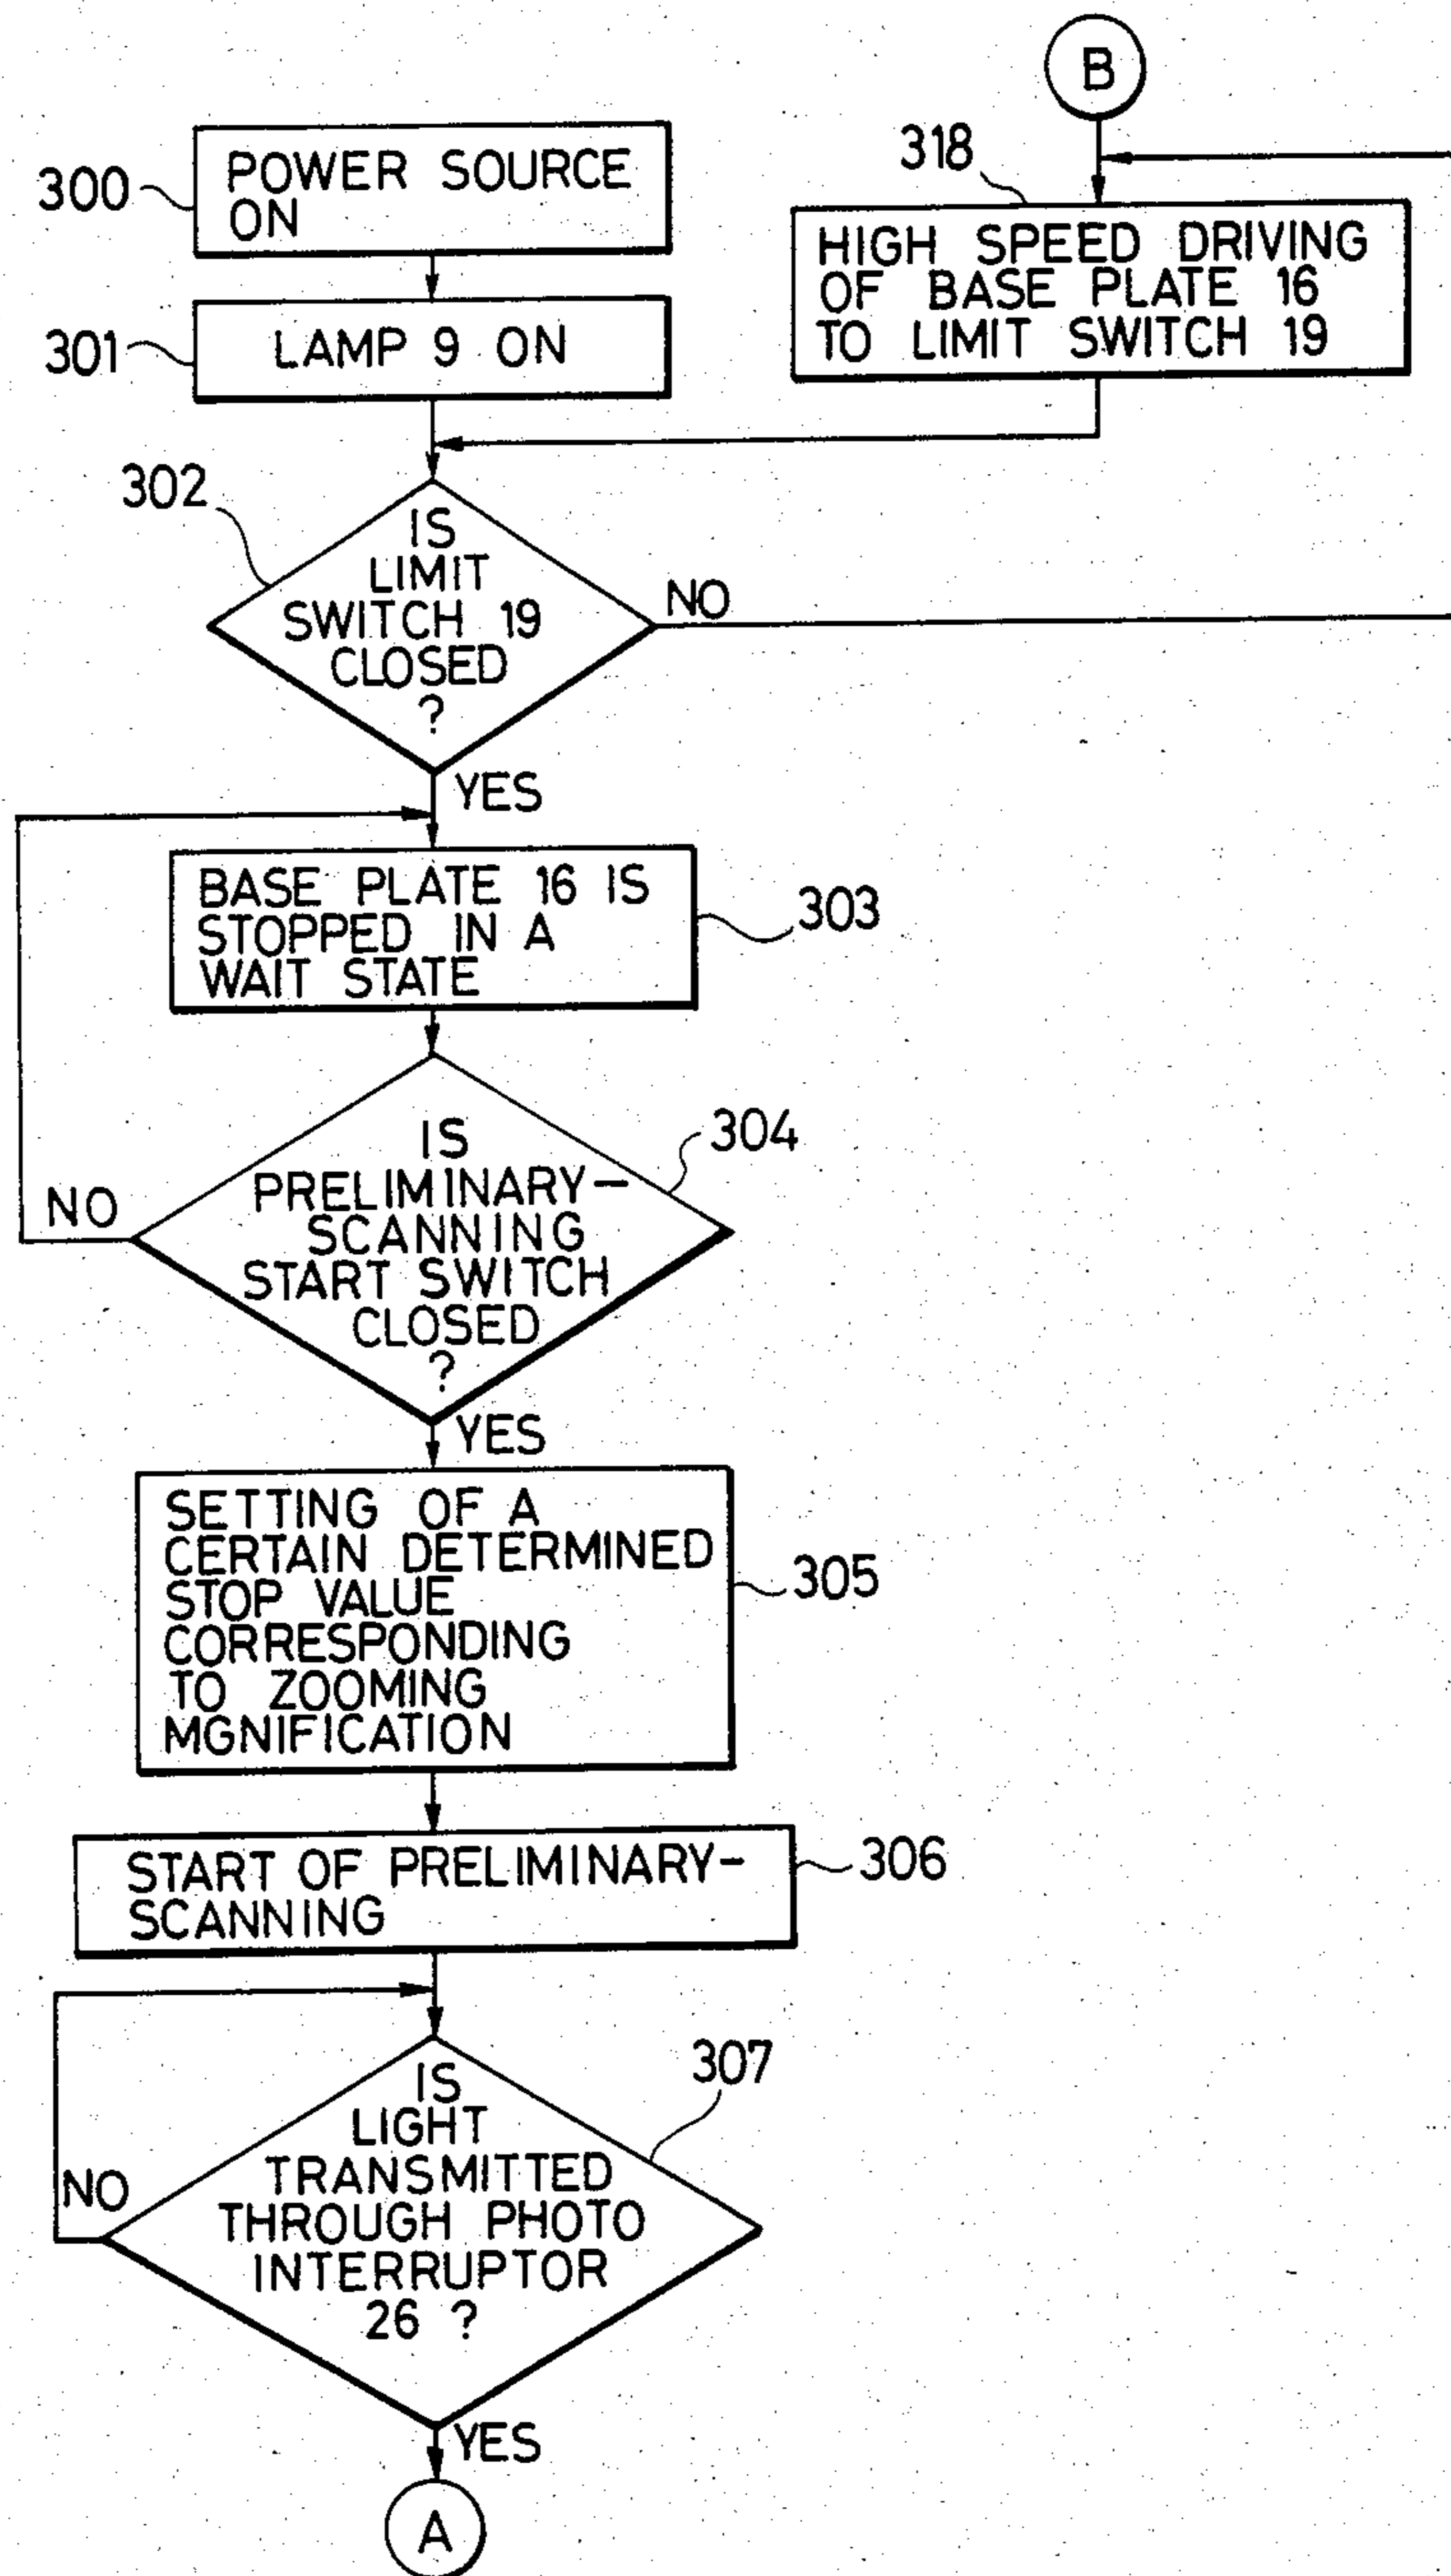 B
300
POWER SOURCE
ON
318
HIGH SPEED DRIVING
OF BASE PLATE 16
TO LIMIT SWITCH 19
301
LAMP 9 ON
302
IS
LIMIT
SWITCH 19
CLOSED
?
NO
YES
BASE PLATE 16 IS
STOPPED IN A
WAIT STATE
303
304
IS
PRELIMINARY-
SCANNING
START SWITCH
CLOSED
?
NO
YES
SETTING OF A
CERTAIN DETERMINED
STOP VALUE
CORRESPONDING
TO ZOOMING
MGNIFICATION
305
START OF PRELIMINARY-
SCANNING
306
307
IS
LIGHT
TRANSMITTED
THROUGH PHOTO
INTERRUPTOR
26 ?
NO
YES
A